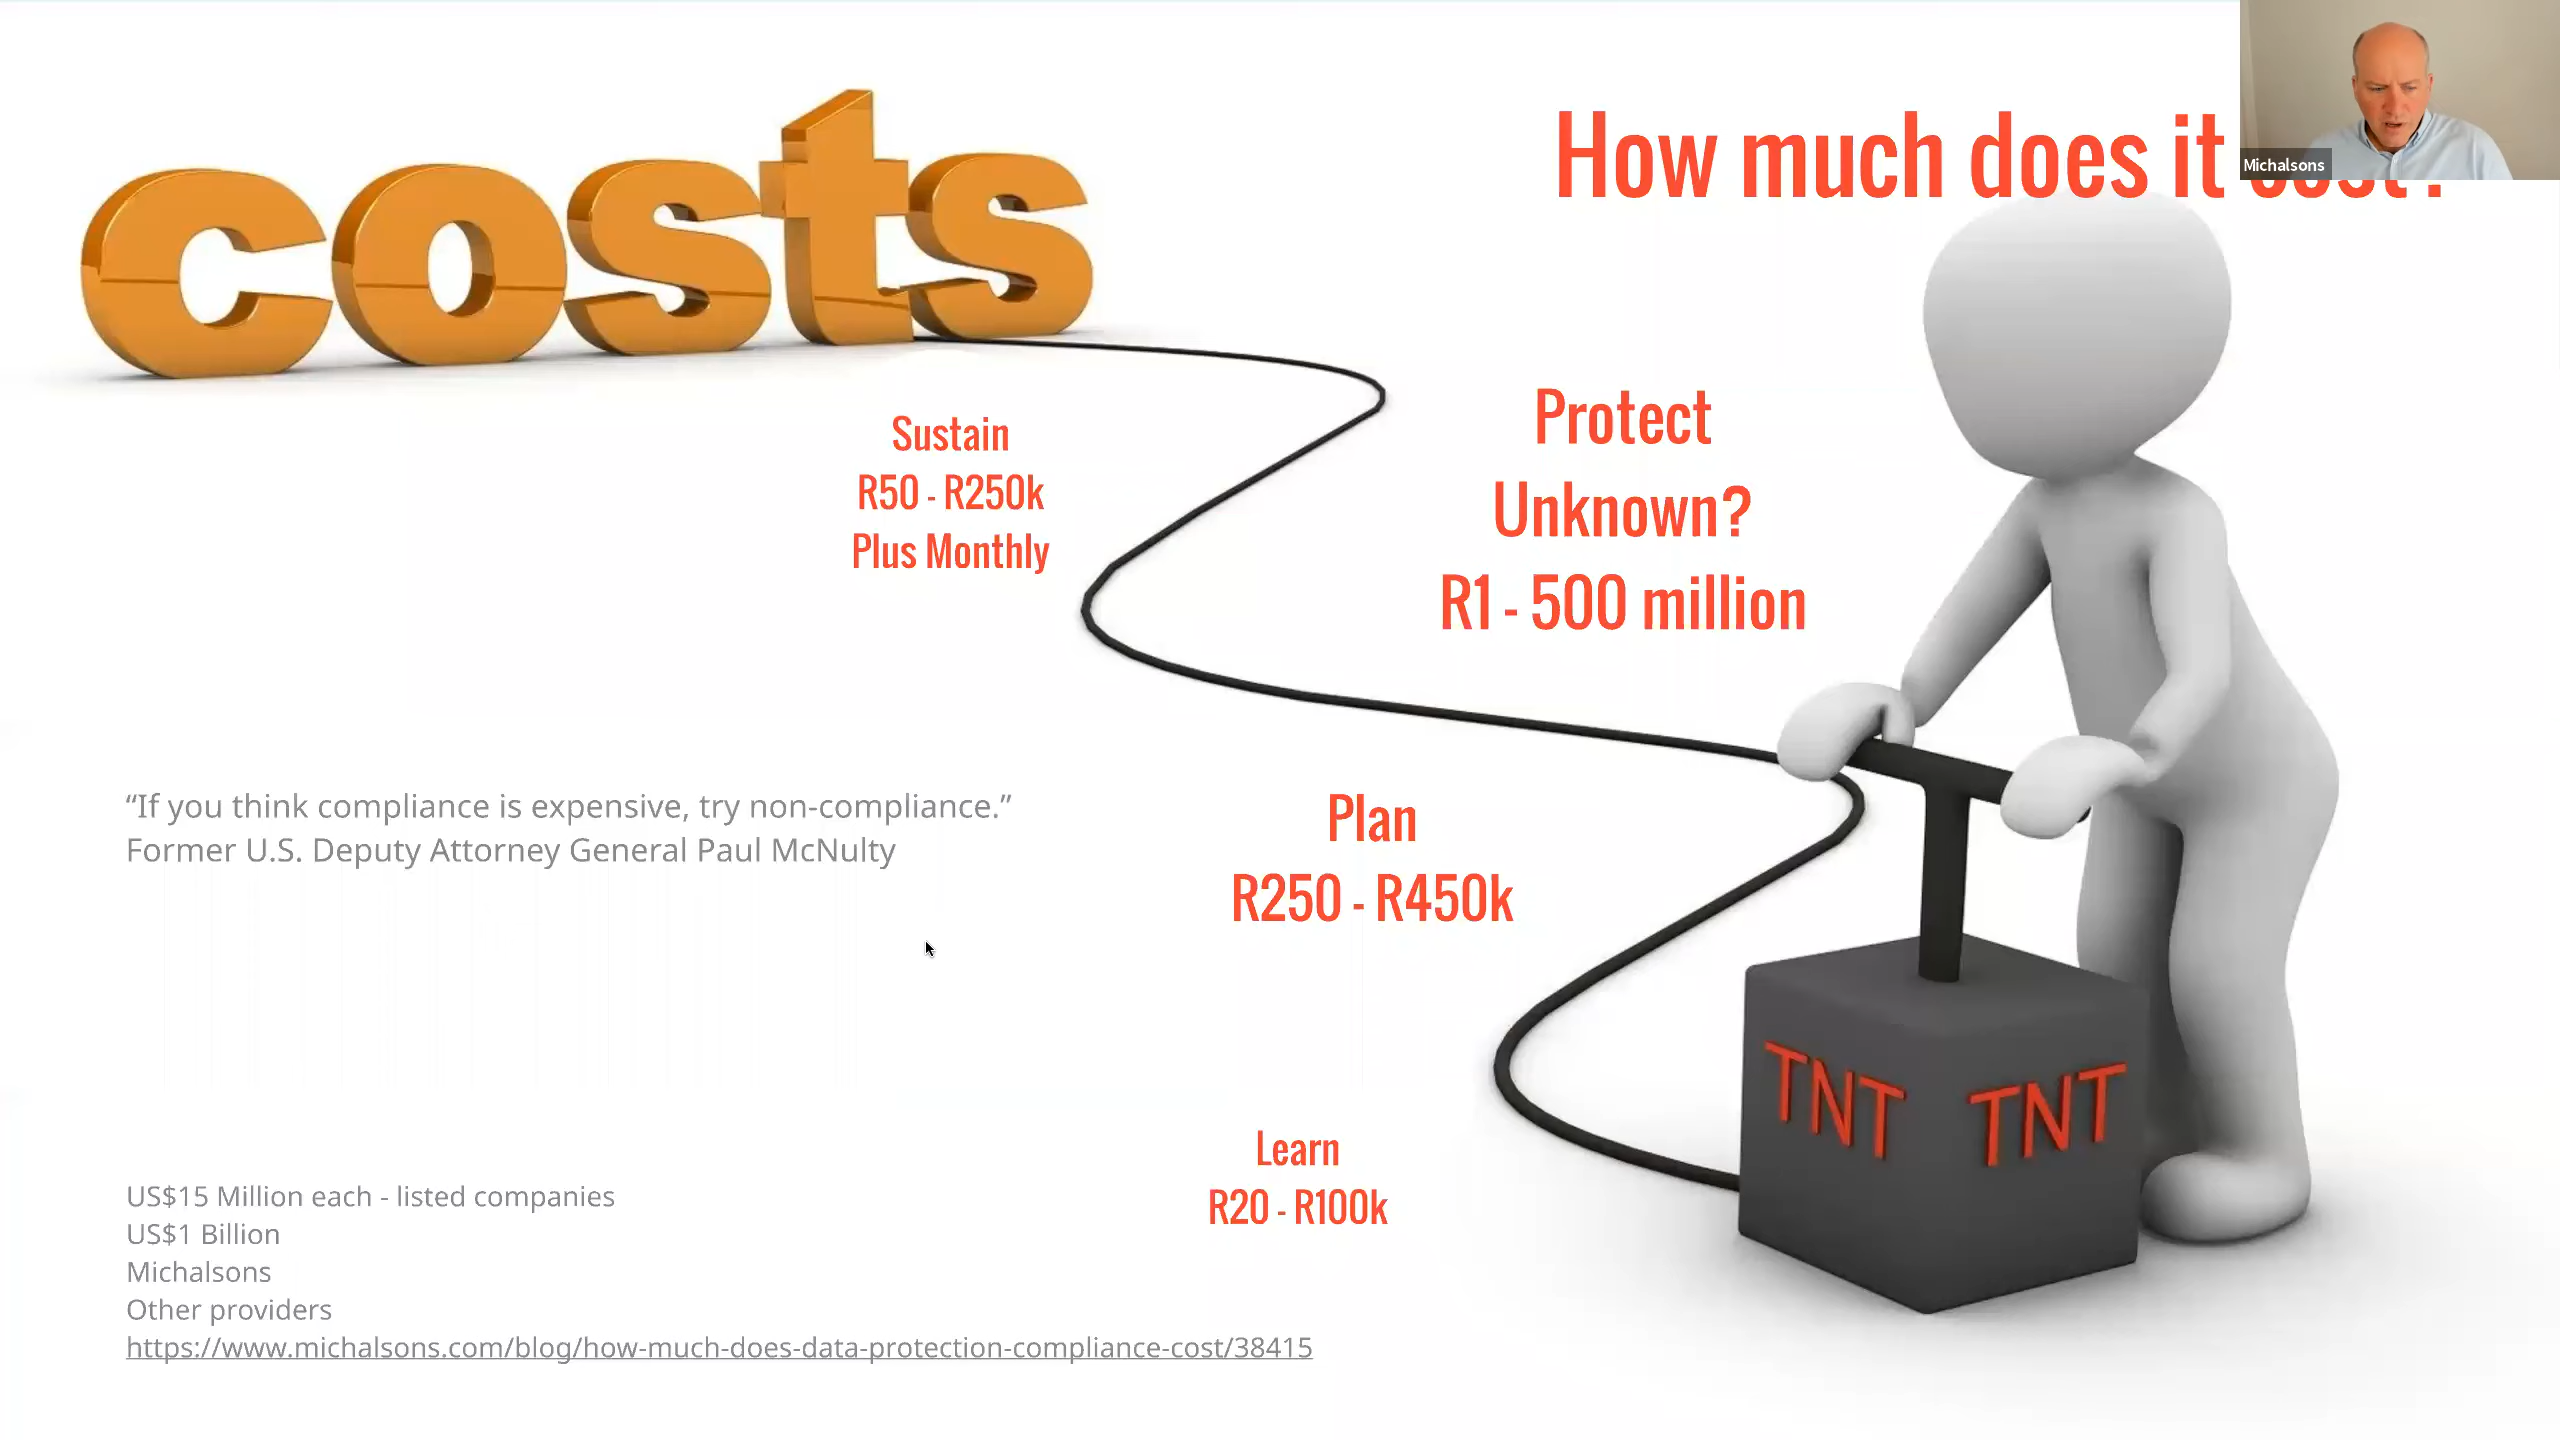 costs
How much does it cost?
Michalsons
Sustain
R50 - R250k
Plus Monthly
Protect
Unknown?
R1 - 500 million
“If you think compliance is expensive, try non-compliance.”
Former U.S. Deputy Attorney General Paul McNulty
Plan
R250 - R450k
TNT TNT
Learn
R20 - R100k
US$15 Million each - listed companies
US$1 Billion
Michalsons
Other providers
https://www.michalsons.com/blog/how-much-does-data-protection-compliance-cost/38415